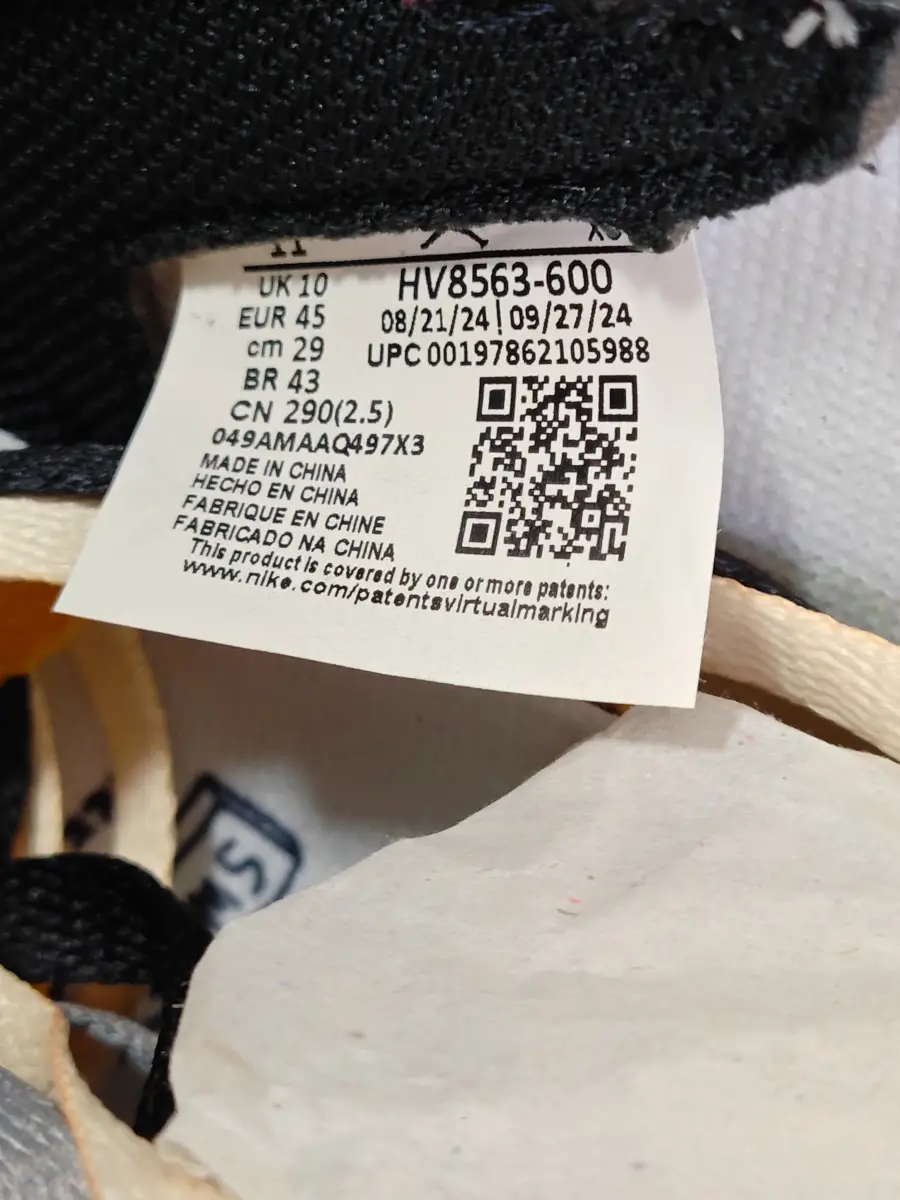 11
UK 10 HV8563-600
EUR 45 08/21/24 | 09/27/24
cm 29 UPC 00197862105988
BR 43
CN 290(2.5)
049AMAAQ497X3
MADE IN CHINA
HECHO EN CHINA
FABRIQUE EN CHINE
FABRICADO NA CHINA
This product is covered by one or more patents:
www.nike.com/patentsvirtualmarking